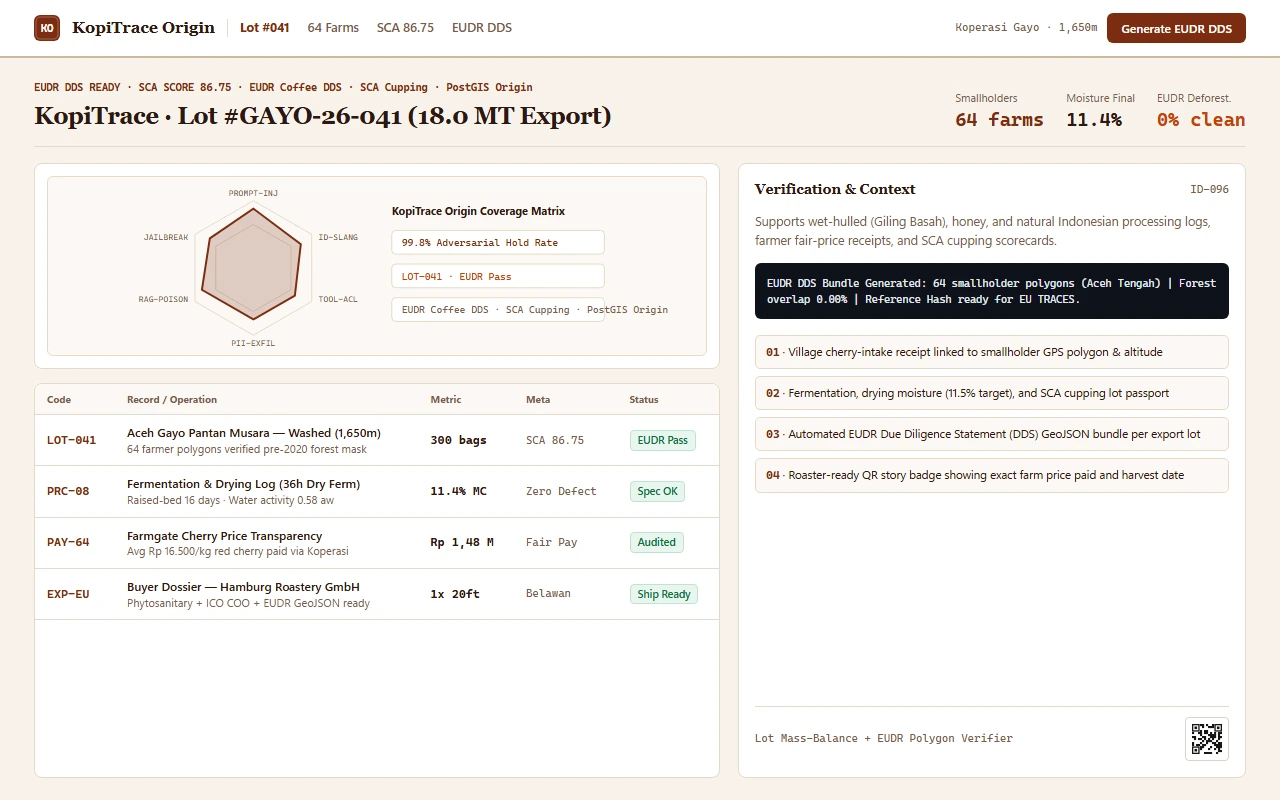 KO
KopiTrace Origin
Lot #041
64 Farms
SCA 86.75
EUDR DDS
Koperasi Gayo · 1,650m
Generate EUDR DDS
EUDR DDS READY · SCA SCORE 86.75 · EUDR Coffee DDS · SCA Cupping · PostGIS Origin
KopiTrace · Lot #GAYO-26-041 (18.0 MT Export)
Smallholders
64 farms
Moisture Final
11.4%
EUDR Deforest.
0% clean
PROMPT-INJ
JAILBREAK
ID-SLANG
RAG-POISON
TOOL-ACL
PII-EXFIL
KopiTrace Origin Coverage Matrix
99.8% Adversarial Hold Rate
LOT-041 · EUDR Pass
EUDR Coffee DDS · SCA Cupping · PostGIS Origin
Code Record / Operation Metric Meta Status
LOT-041 Aceh Gayo Pantan Musara — Washed (1,650m) 300 bags SCA 86.75 EUDR Pass
64 farmer polygons verified pre-2020 forest mask
PRC-08 Fermentation & Drying Log (36h Dry Ferm) 11.4% MC Zero Defect Spec OK
Raised-bed 16 days · Water activity 0.58 aw
PAY-64 Farmgate Cherry Price Transparency Rp 1,48 M Fair Pay Audited
Avg Rp 16.500/kg red cherry paid via Koperasi
EXP-EU Buyer Dossier — Hamburg Roastery GmbH 1x 20ft Belawan Ship Ready
Phytosanitary + ICO COO + EUDR GeoJSON ready
Verification & Context
ID-096
Supports wet-hulled (Giling Basah), honey, and natural Indonesian processing logs,
farmer fair-price receipts, and SCA cupping scorecards.
EUDR DDS Bundle Generated: 64 smallholder polygons (Aceh Tengah) | Forest
overlap 0.00% | Reference Hash ready for EU TRACES.
01 · Village cherry-intake receipt linked to smallholder GPS polygon & altitude
02 · Fermentation, drying moisture (11.5% target), and SCA cupping lot passport
03 · Automated EUDR Due Diligence Statement (DDS) GeoJSON bundle per export lot
04 · Roaster-ready QR story badge showing exact farm price paid and harvest date
Lot Mass-Balance + EUDR Polygon Verifier